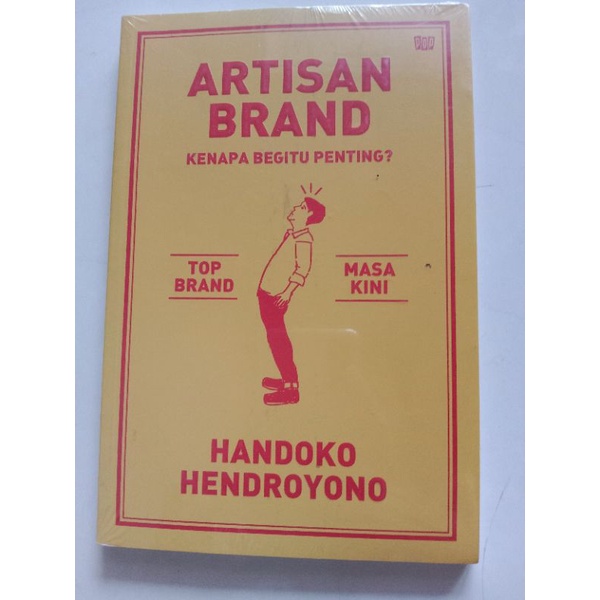 ARTISAN
BRAND
KENAPA BEGITU PENTING?
TOP
BRAND
MASA
KINI
HANDOKO
HENDROYONO